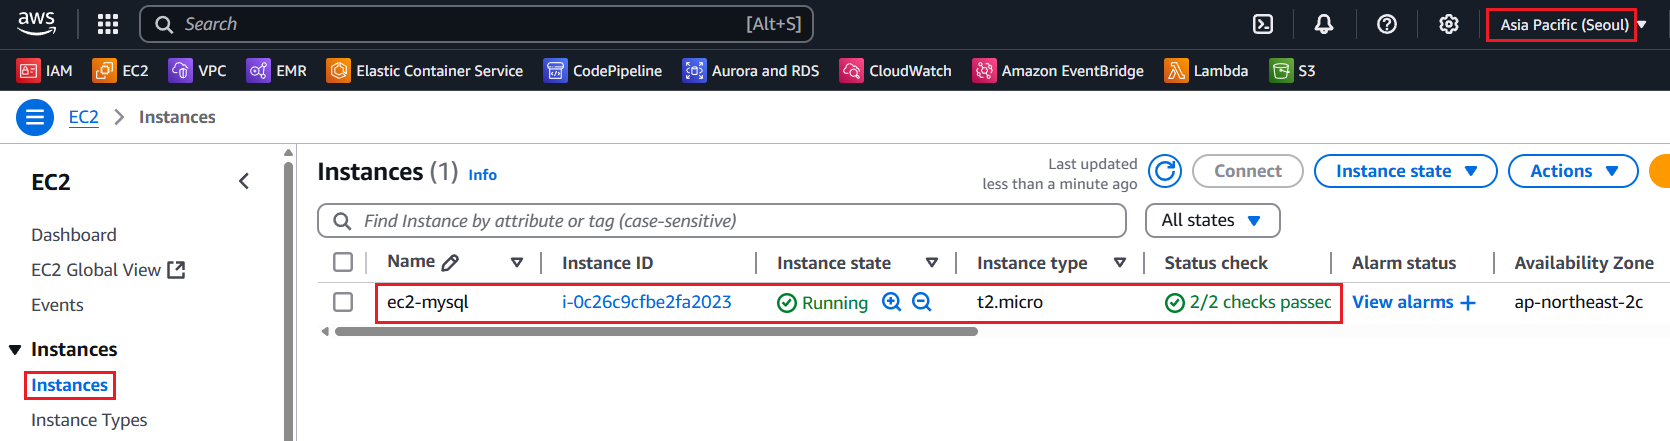 aws
Search [Alt+S]
Asia Pacific (Seoul)
IAM EC2 VPC EMR Elastic Container Service CodePipeline Aurora and RDS CloudWatch Amazon EventBridge Lambda S3
EC2 > Instances
EC2
Dashboard
EC2 Global View
Events
Instances
Instances
Instance Types
Instances (1) Info
Last updated
less than a minute ago
Connect Instance state Actions
Find Instance by attribute or tag (case-sensitive) All states
Name Instance ID Instance state Instance type Status check Alarm status Availability Zone
ec2-mysql i-0c26c9cfbe2fa2023 Running t2.micro 2/2 checks passed View alarms + ap-northeast-2c